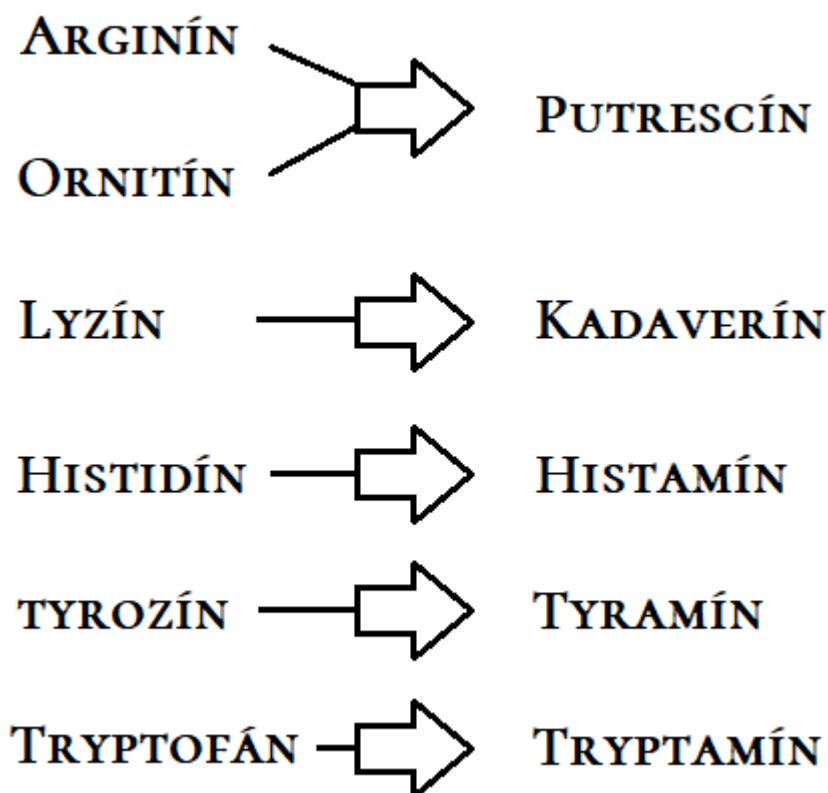 Arginín
Ornitín
Putrescín
Lyzín
Kadaverín
Histidín
Histamín
tyrozín
Tyramín
Tryptofán
Tryptamín